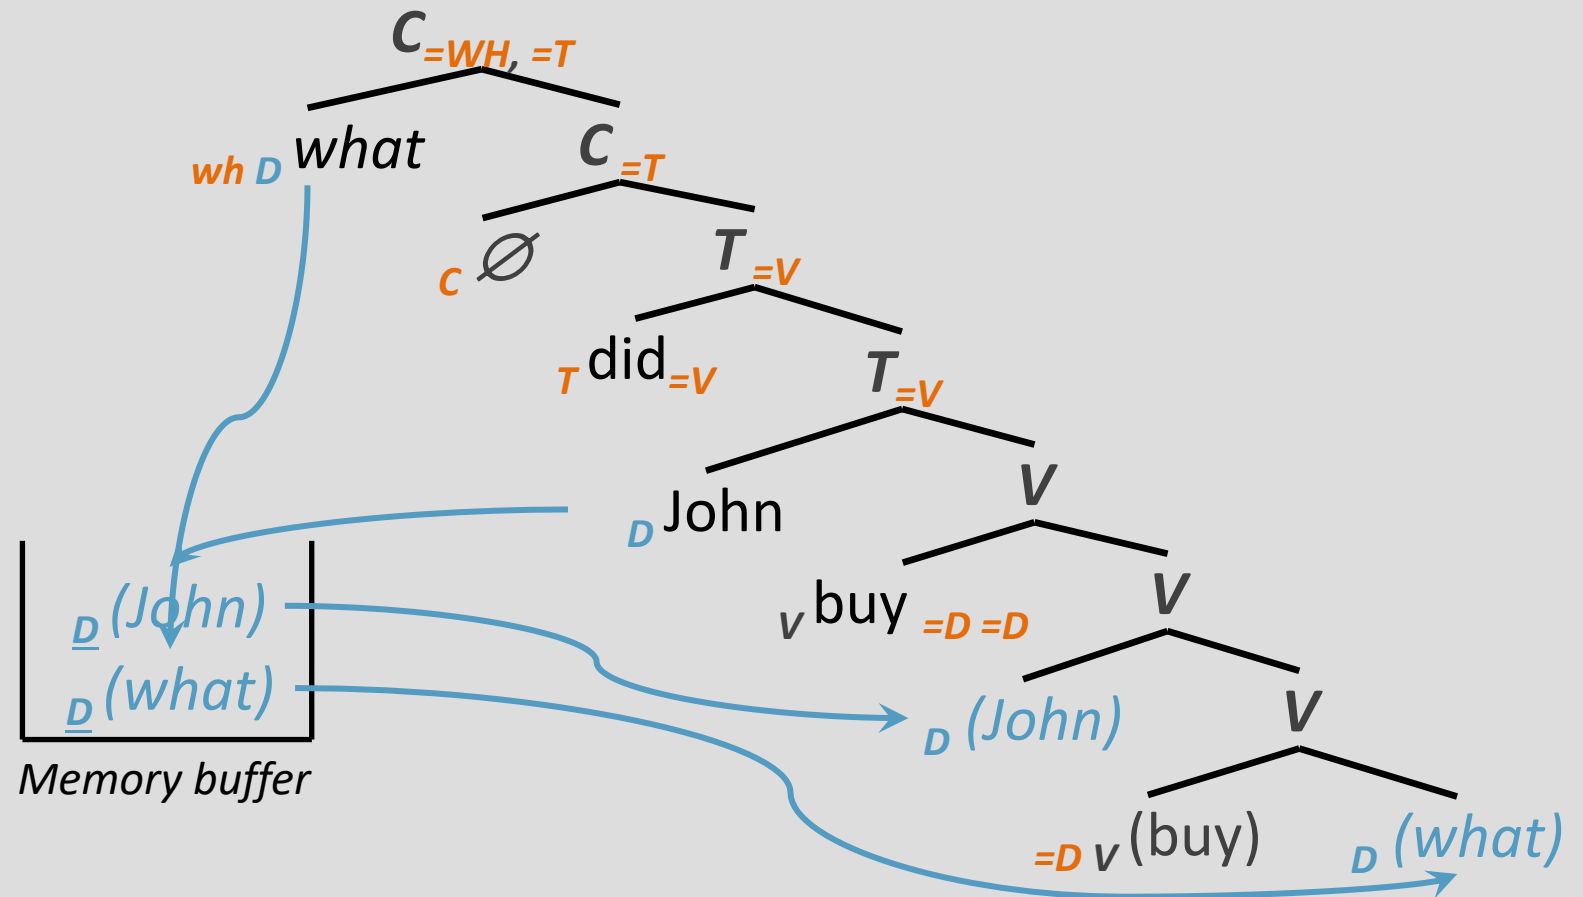 C =WH, =T
wh D what
C =T
C ∅
T =V
T did =V
T =V
D John
V
V buy =D =D
V
D (John)
D (John)
V
D (what)
Memory buffer
=D V (buy)
D (what)